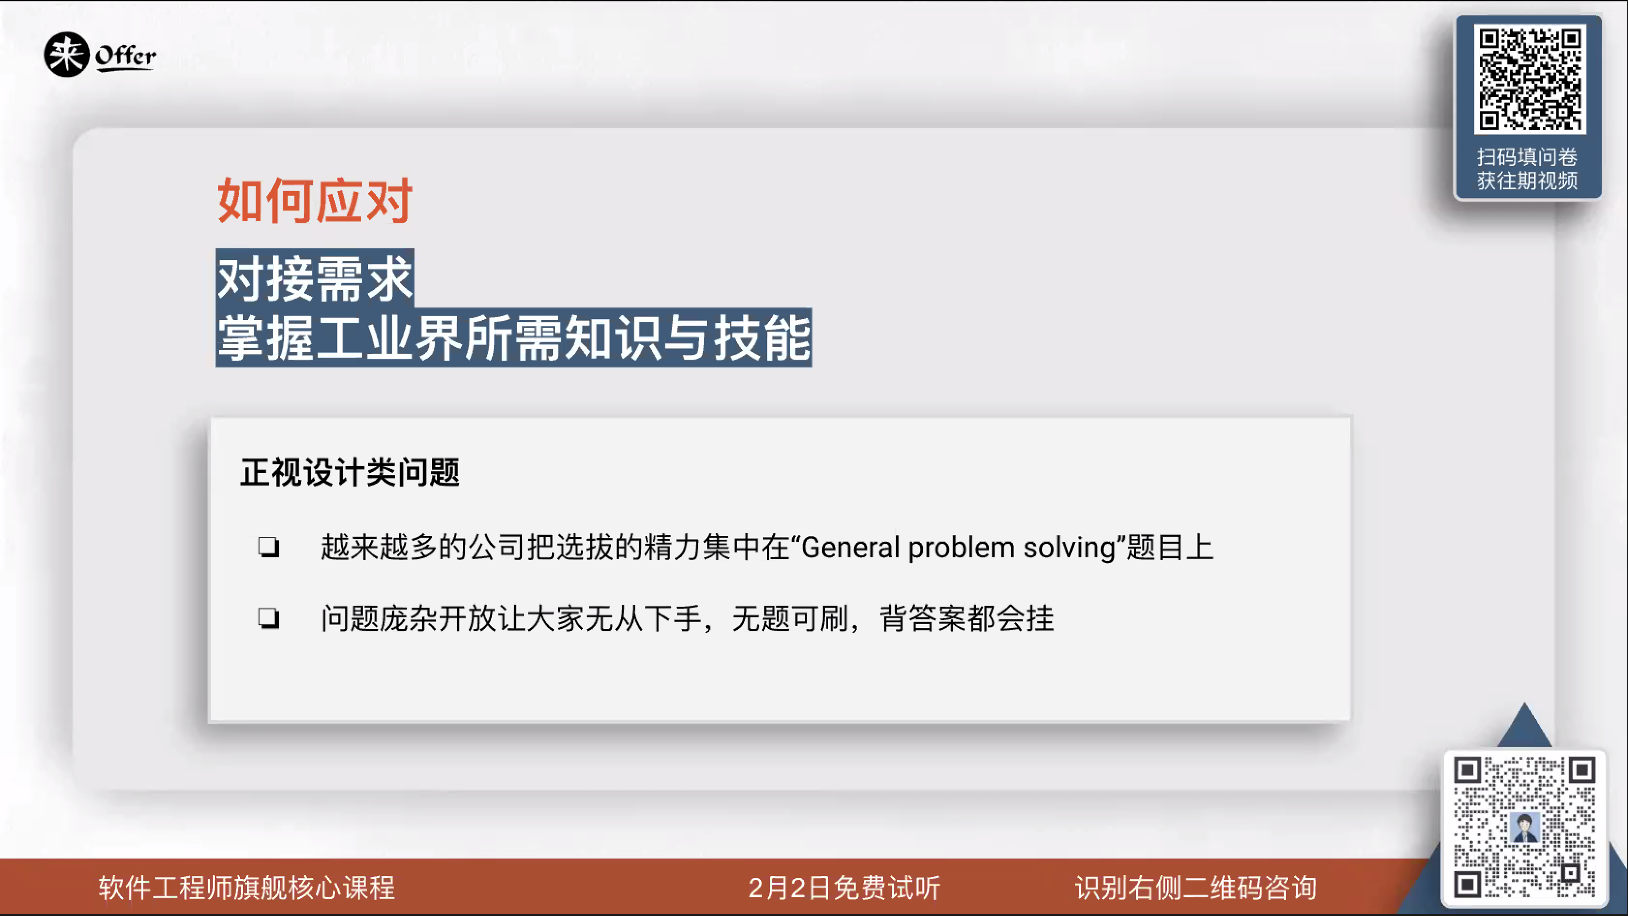 来 Offer
扫码填问卷
获往期视频
如何应对
对接需求
掌握工业界所需知识与技能
正视设计类问题
❏ 越来越多的公司把选拔的精力集中在“General problem solving”题目上
❏ 问题庞杂开放让大家无从下手，无题可刷，背答案都会挂
软件工程师旗舰核心课程 2月2日免费试听 识别右侧二维码咨询